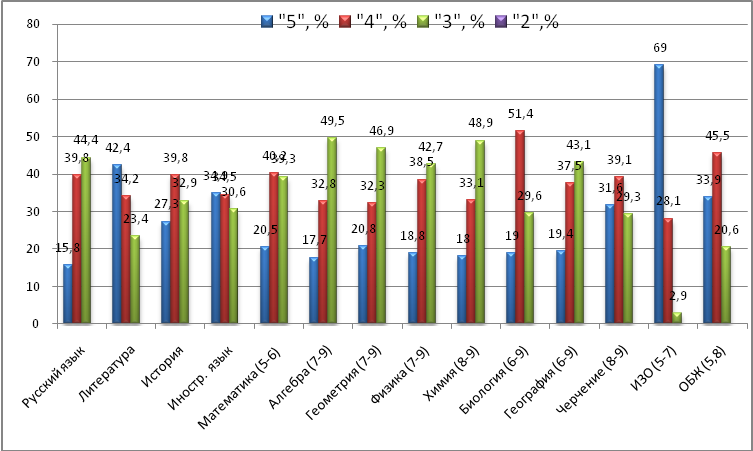 "5", % "4", % "3", % "2",%
80
70
60
50
40
30
20
10
0
15,8 39,8 44,4
42,4 34,2 23,4
27,3 39,8 32,9
34,9 34,5 30,6
20,5 40,2 39,3
17,7 32,8 49,5
20,8 32,3 46,9
18,8 38,5 42,7
18 33,1 48,9
19 51,4 29,6
19,4 37,5 43,1
31,6 39,1 29,3
69 28,1 2,9
33,9 45,5 20,6
Русский язык
Литература
История
Иностр. язык
Математика (5-6)
Алгебра (7-9)
Геометрия (7-9)
Физика (7-9)
Химия (8-9)
Биология (6-9)
География (6-9)
Черчение (8-9)
ИЗО (5-7)
ОБЖ (5,8)